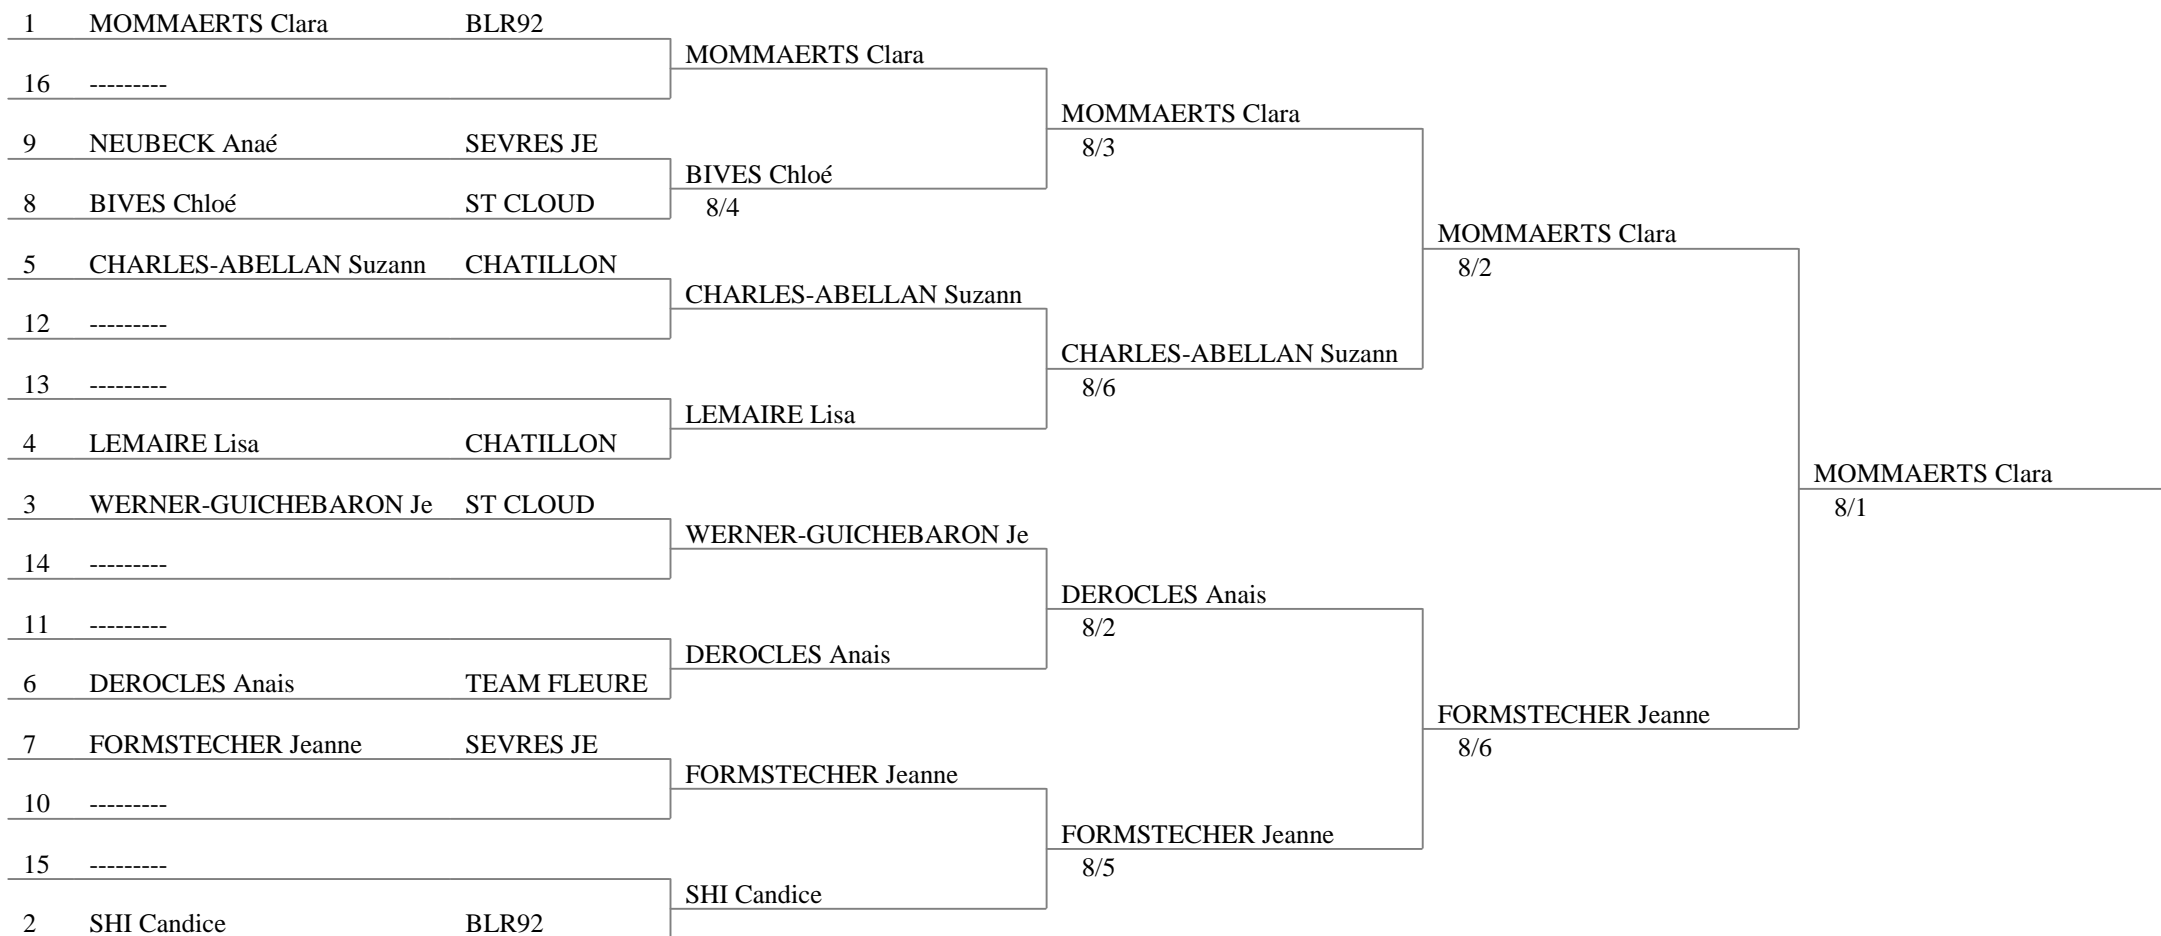 1 MOMMAERTS Clara BLR92
MOMMAERTS Clara
16 ---------
MOMMAERTS Clara
8/3
9 NEUBECK Anaé SEVRES JE
BIVES Chloé
8/4
8 BIVES Chloé ST CLOUD
MOMMAERTS Clara
8/2
5 CHARLES-ABELLAN Suzann CHATILLON
CHARLES-ABELLAN Suzann
12 ---------
CHARLES-ABELLAN Suzann
8/6
13 ---------
LEMAIRE Lisa
4 LEMAIRE Lisa CHATILLON
MOMMAERTS Clara
8/1
3 WERNER-GUICHEBARON Je ST CLOUD
WERNER-GUICHEBARON Je
14 ---------
DEROCLES Anais
8/2
11 ---------
DEROCLES Anais
6 DEROCLES Anais TEAM FLEURE
FORMSTECHER Jeanne
8/6
7 FORMSTECHER Jeanne SEVRES JE
FORMSTECHER Jeanne
10 ---------
FORMSTECHER Jeanne
8/5
15 ---------
SHI Candice
2 SHI Candice BLR92